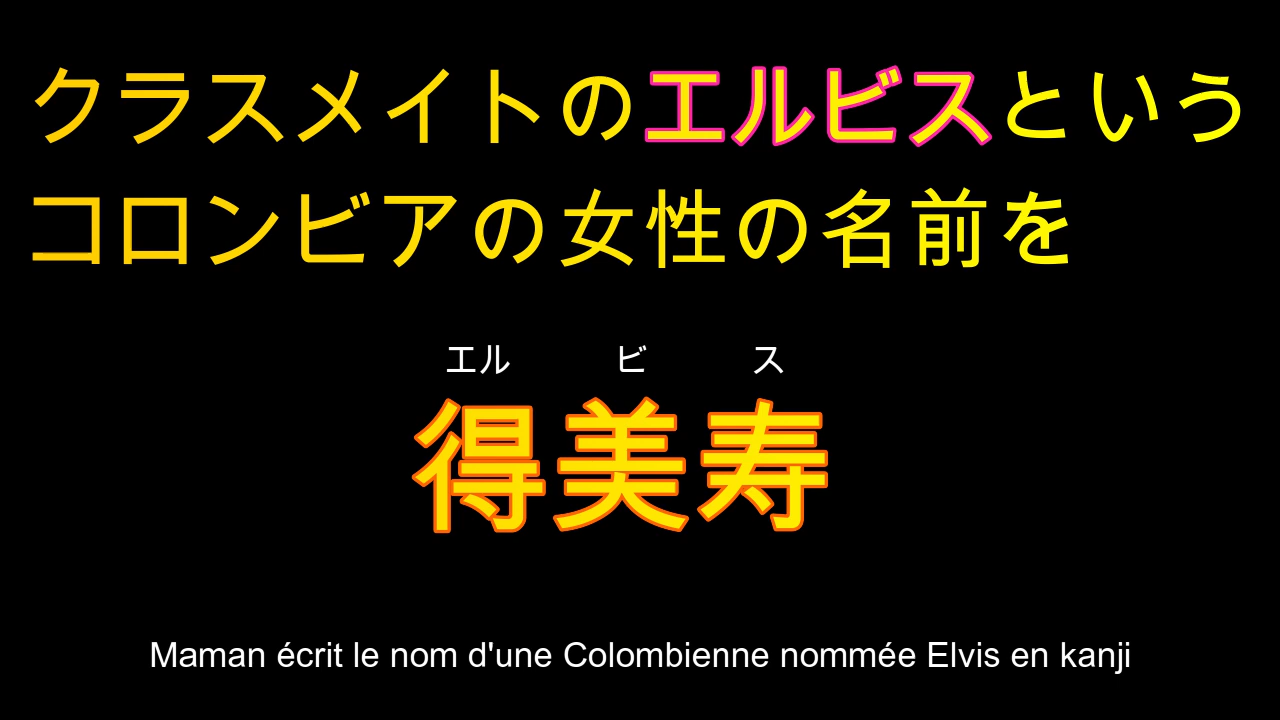 クラスメイトのエルビスという
コロンビアの女性の名前を
エル ビ ス
得美寿
Maman écrit le nom d'une Colombienne nommée Elvis en kanji